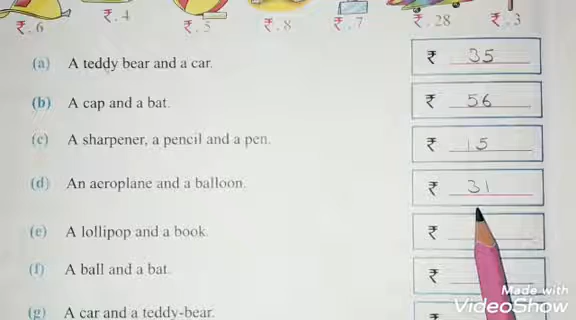 ₹. 6 ₹. 4 ₹. 5 ₹. 8 ₹. 7 ₹. 28 ₹. 3
(a) A teddy bear and a car. ₹ 35
(b) A cap and a bat. ₹ 56
(c) A sharpener, a pencil and a pen. ₹ 15
(d) An aeroplane and a balloon. ₹ 31
(e) A lollipop and a book. ₹
(f) A ball and a bat. ₹
(g) A car and a teddy-bear. ₹
Made with
VideoShow